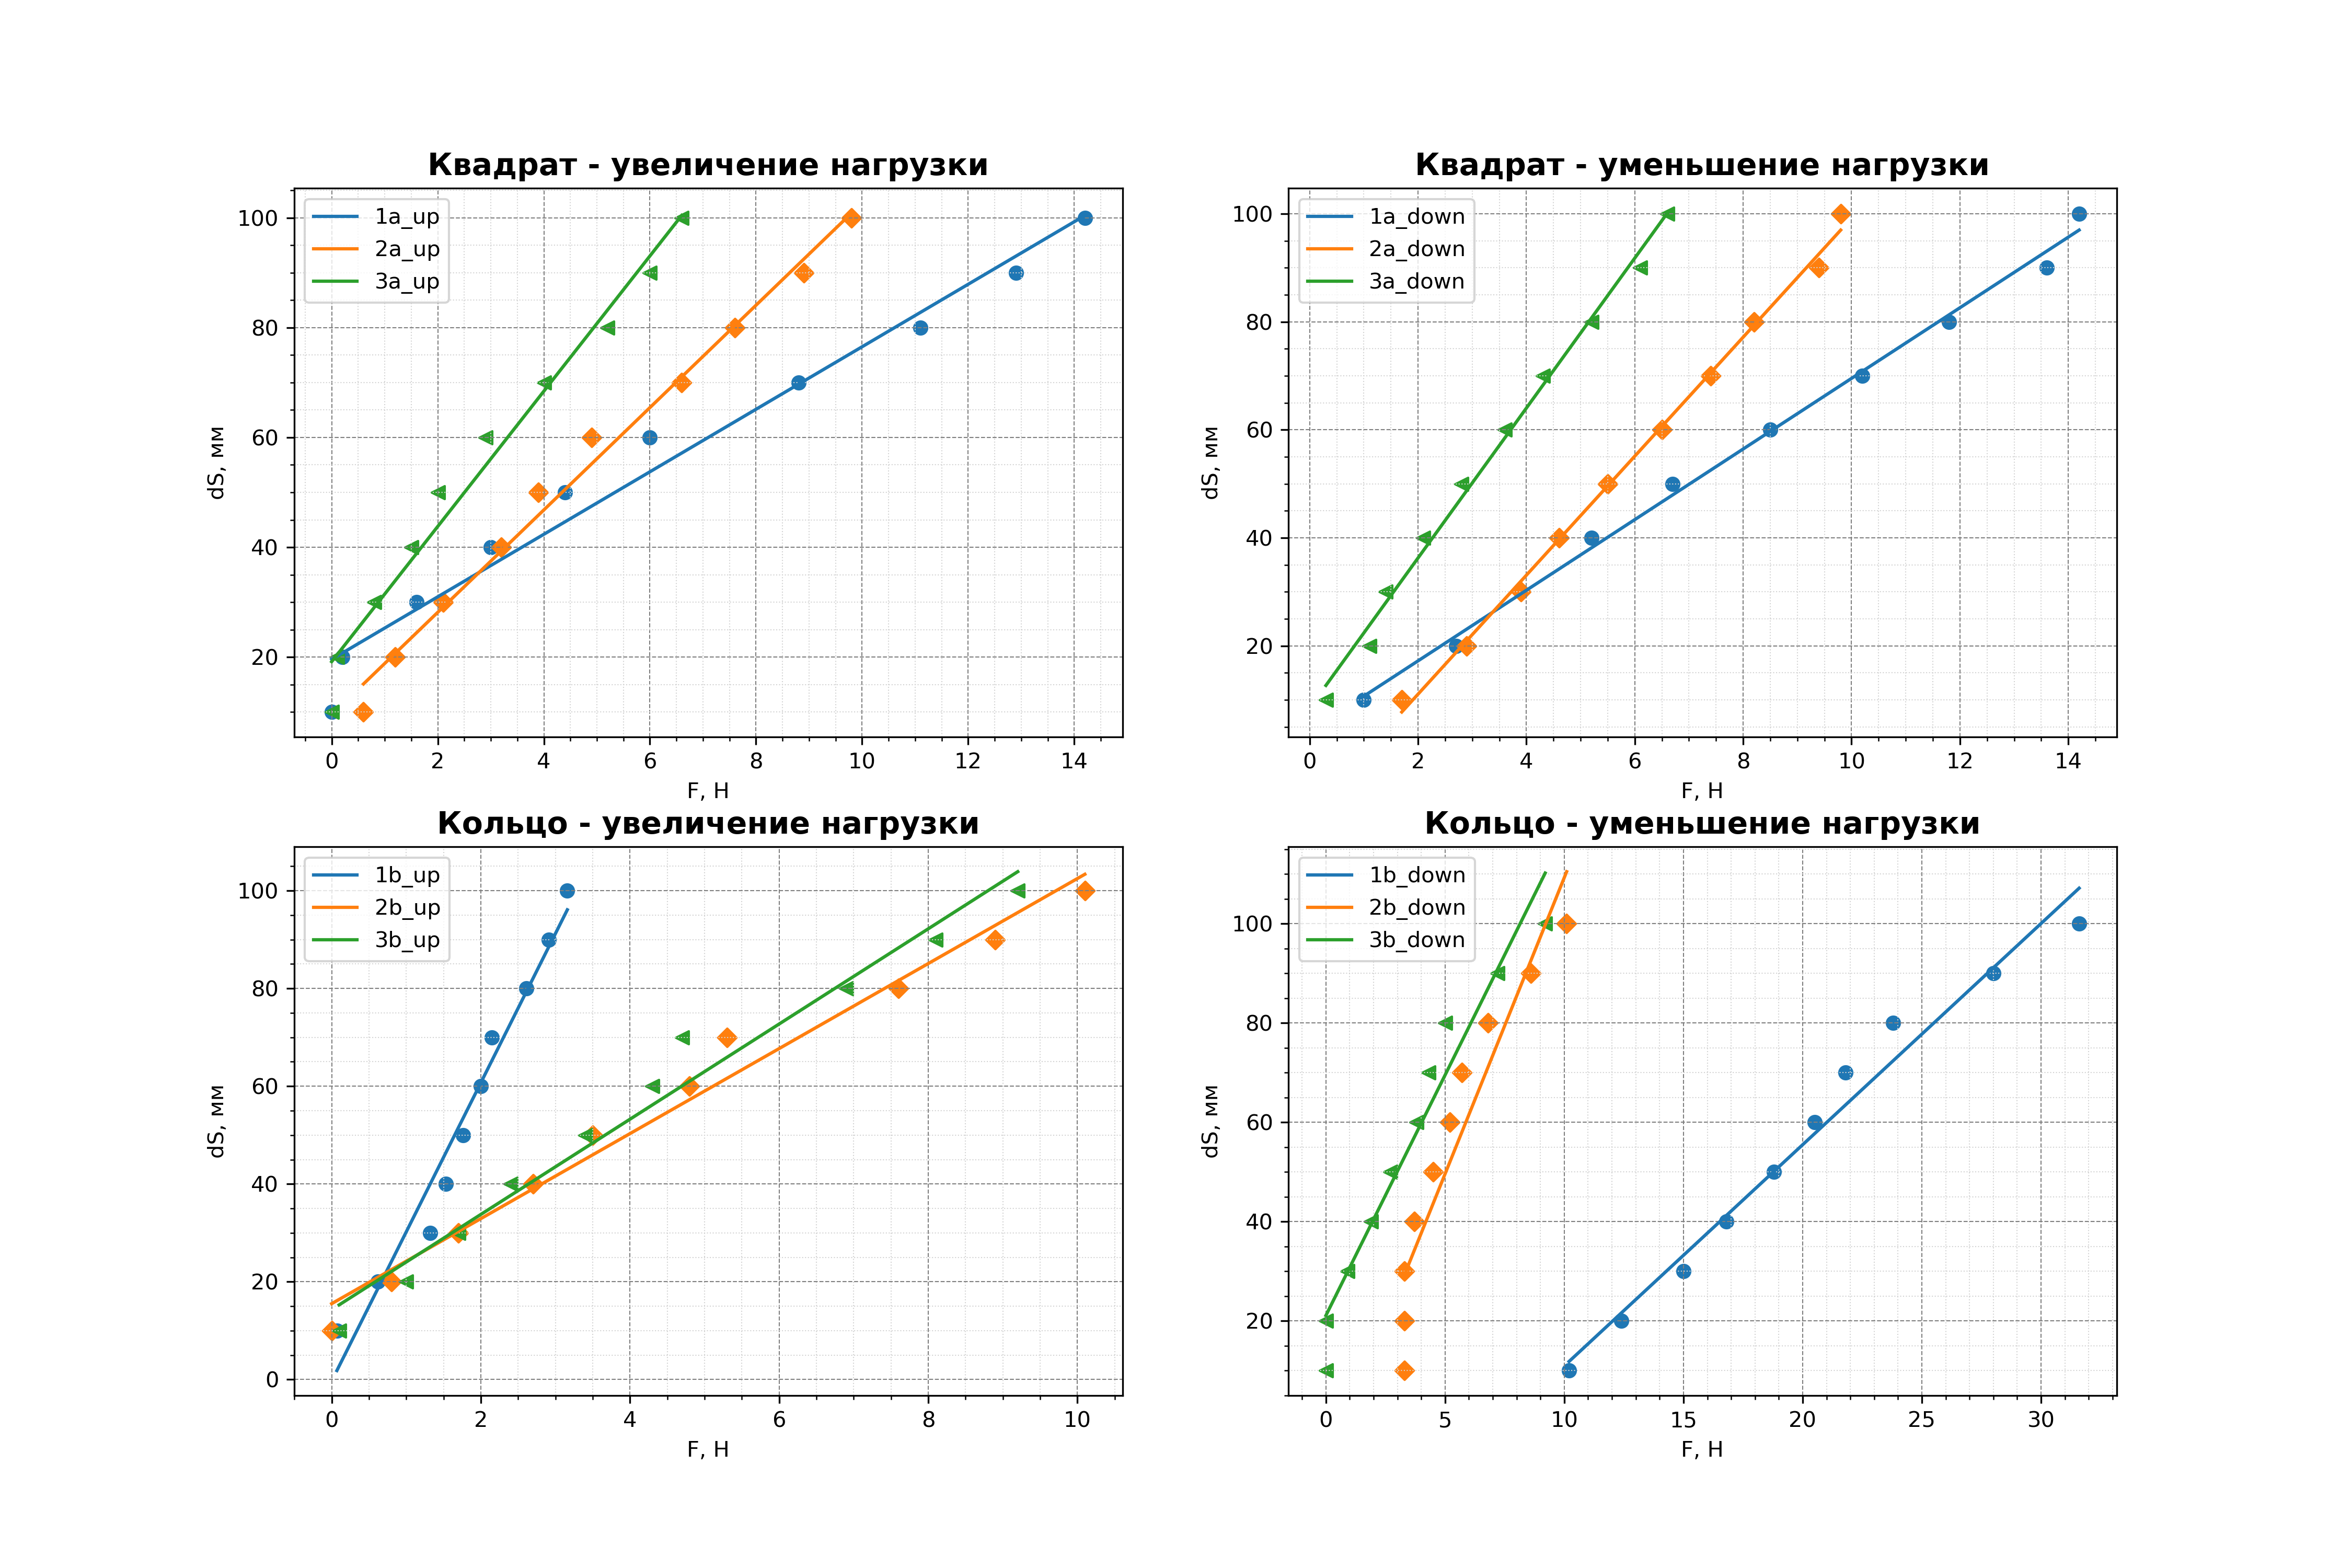 Квадрат - увеличение нагрузки
1a_up
2a_up
3a_up
dS, мм
100
80
60
40
20
0
2
4
6
8
10
12
14
F, Н
Квадрат - уменьшение нагрузки
1a_down
2a_down
3a_down
dS, мм
100
80
60
40
20
0
2
4
6
8
10
12
14
F, Н
Кольцо - увеличение нагрузки
1b_up
2b_up
3b_up
dS, мм
100
80
60
40
20
0
0
2
4
6
8
10
F, Н
Кольцо - уменьшение нагрузки
1b_down
2b_down
3b_down
dS, мм
100
80
60
40
20
0
5
10
15
20
25
30
F, Н